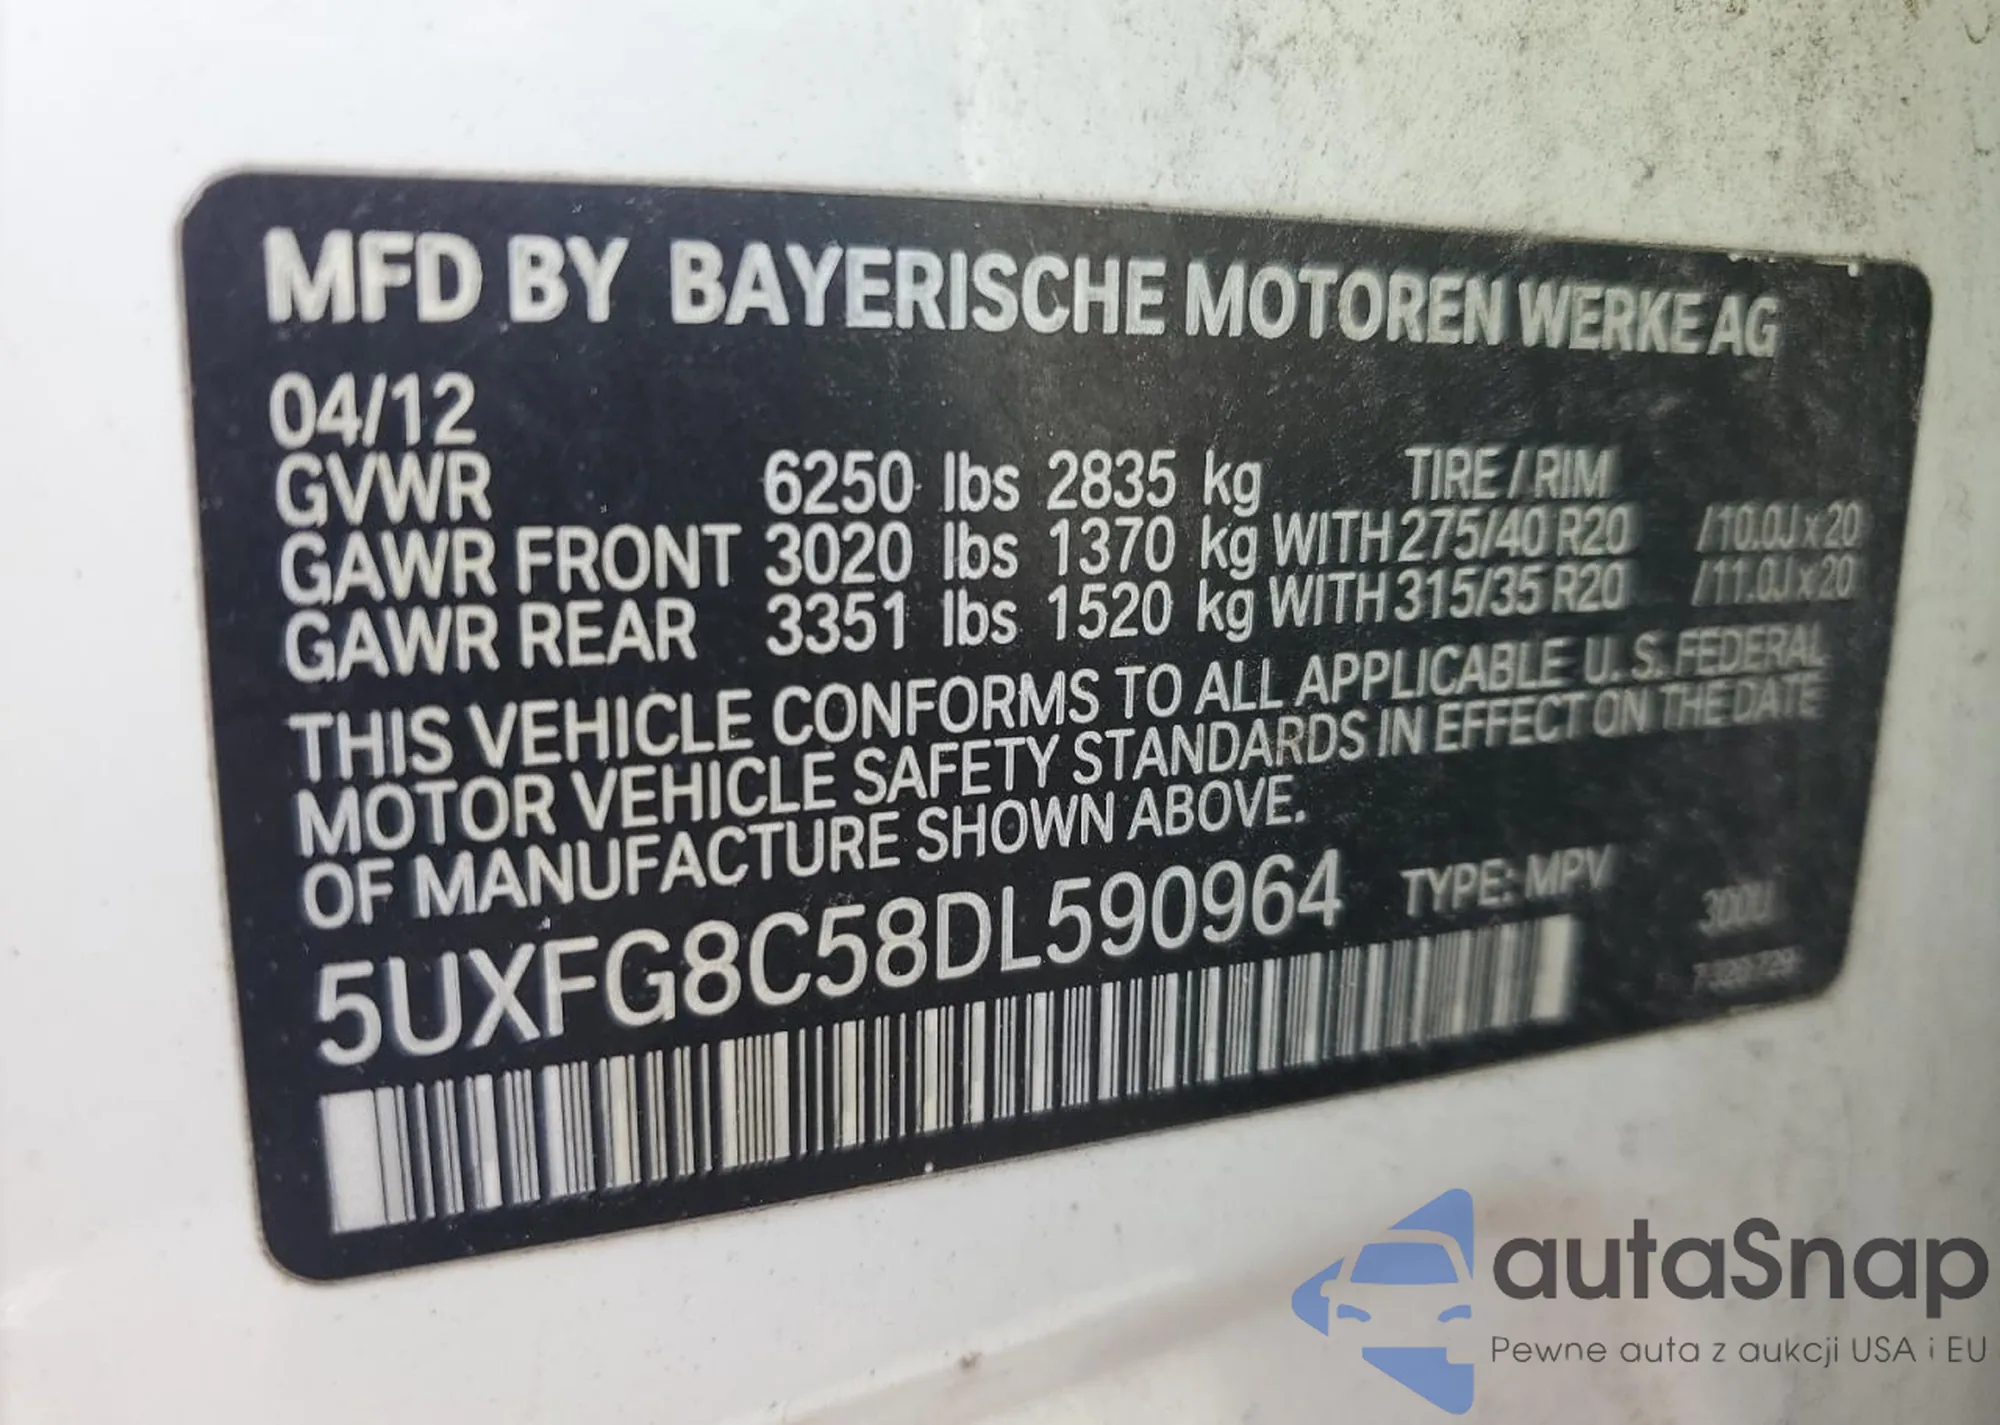 MFD BY BAYERISCHE MOTOREN WERKE AG
04/12
GVWR 6250 lbs 2835 kg TIRE / RIM
GAWR FRONT 3020 lbs 1370 kg WITH 275/40 R20 /10.0J x 20
GAWR REAR 3351 lbs 1520 kg WITH 315/35 R20 /11.0J x 20
THIS VEHICLE CONFORMS TO ALL APPLICABLE U. S. FEDERAL
MOTOR VEHICLE SAFETY STANDARDS IN EFFECT ON THE DATE
OF MANUFACTURE SHOWN ABOVE.
5UXFG8C58DL590964 TYPE: MPV
autaSnap
Pewne auta z aukcji USA i EU